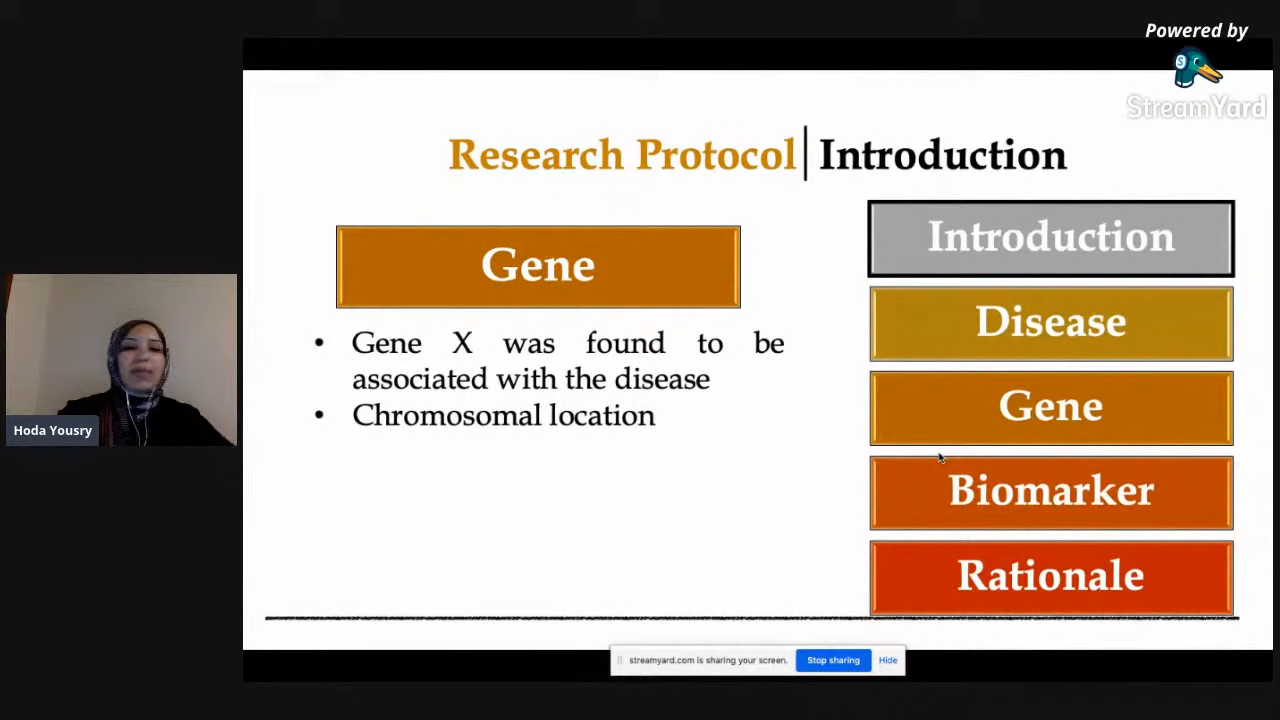 Powered by
StreamYard
Research Protocol Introduction
Gene
• Gene X was found to be
associated with the disease
• Chromosomal location
Introduction
Disease
Gene
Biomarker
Rationale
Hoda Yousry
streamyard.com is sharing your screen. Stop sharing Hide